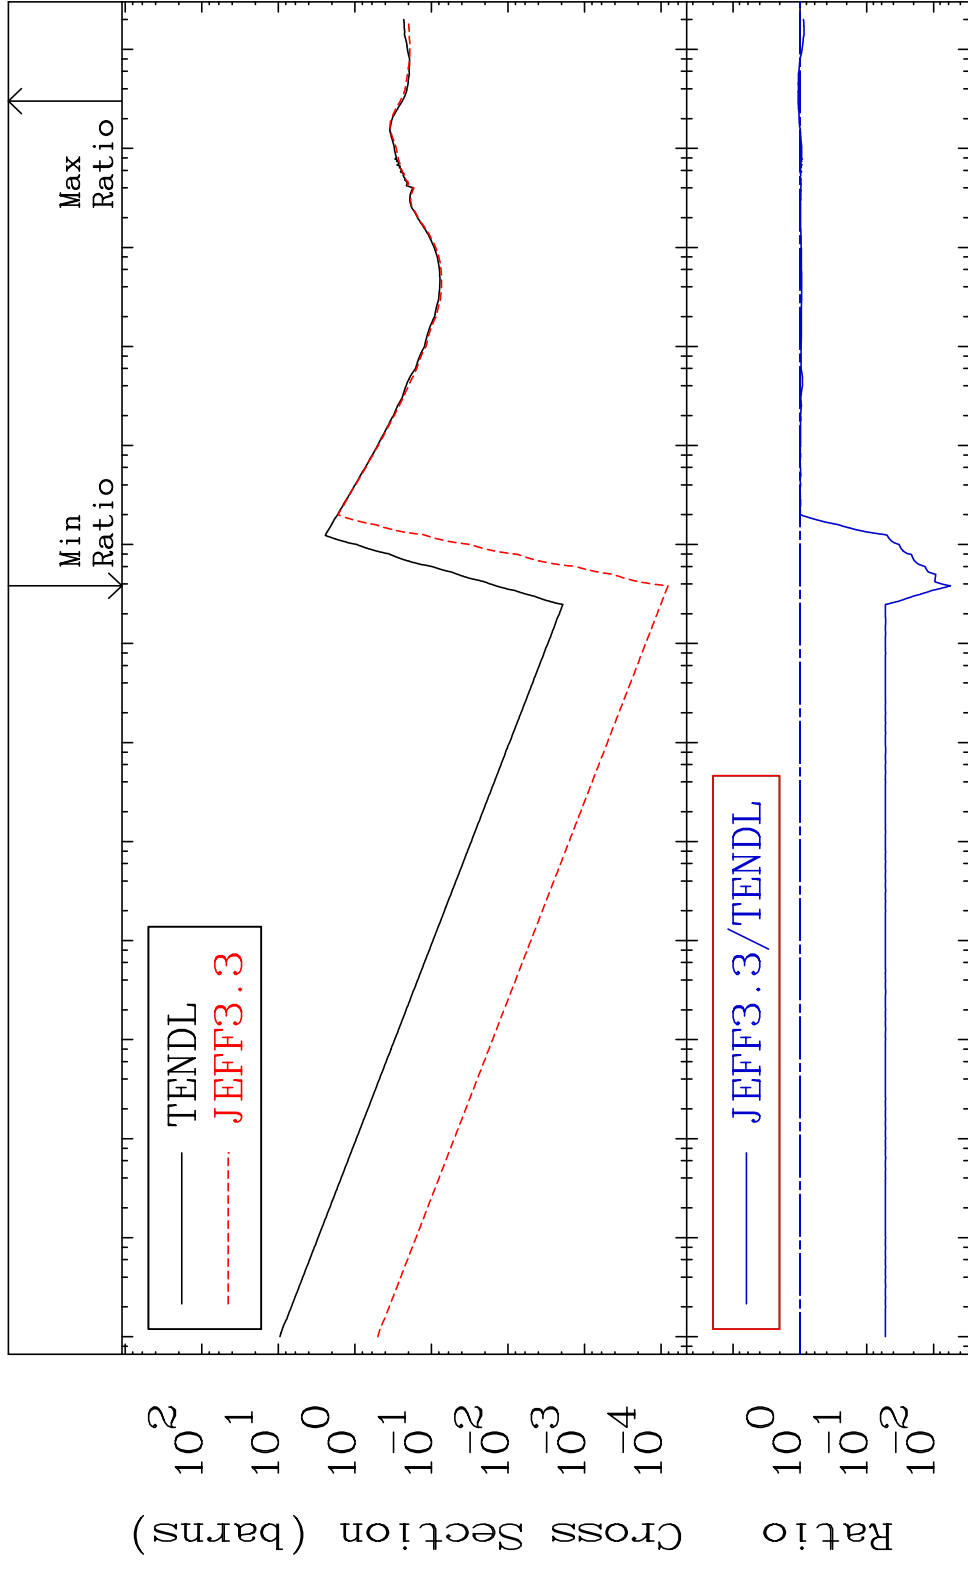 Max
Ratio
Min
Ratio
TENDL
JEFF3.3
JEFF3.3/TENDL
Cross Section (barns)
10^2
10^1
10^0
10^-1
10^-2
10^-3
10^-4
Ratio
10^0
10^-1
10^-2